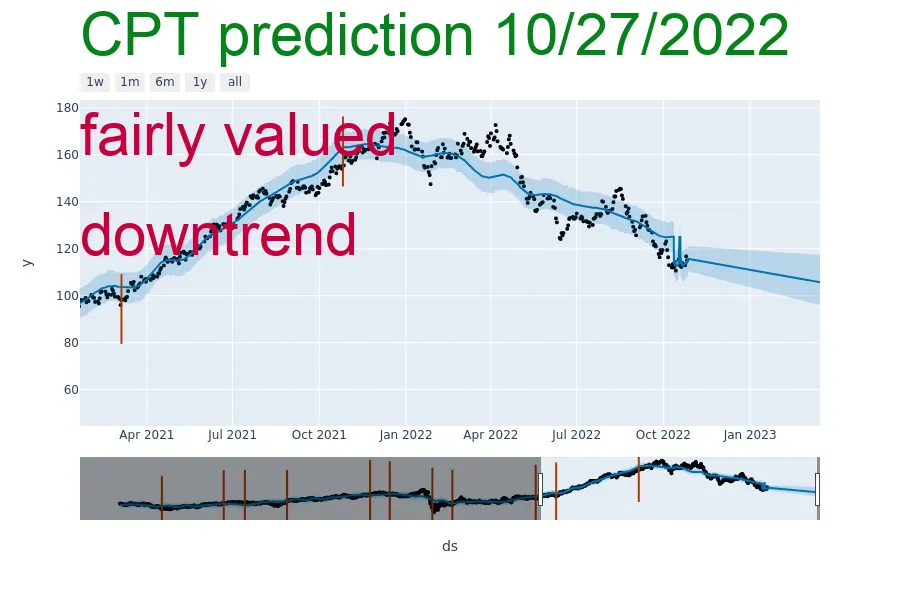 CPT prediction 10/27/2022
1w 1m 6m 1y all
180
fairly valued
160
140
downtrend
120
y
100
80
60
Apr 2021 Jul 2021 Oct 2021 Jan 2022 Apr 2022 Jul 2022 Oct 2022 Jan 2023
ds